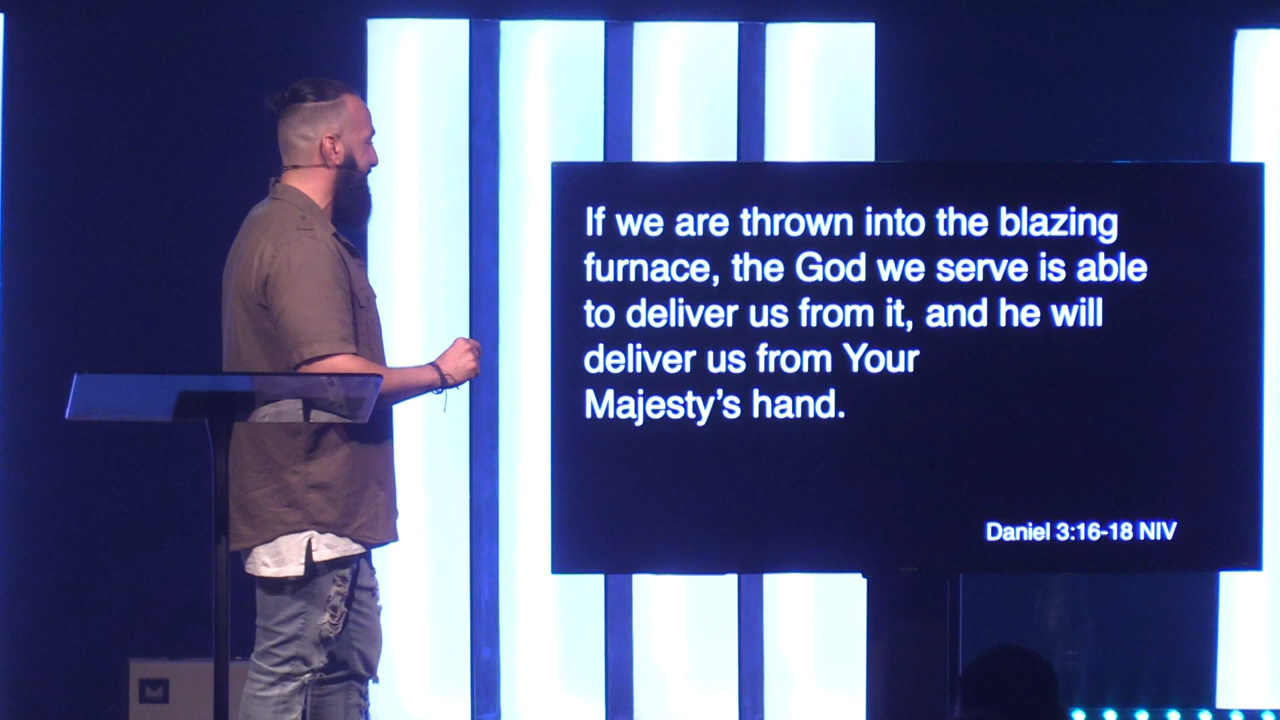 If we are thrown into the blazing
furnace, the God we serve is able
to deliver us from it, and he will
deliver us from Your
Majesty’s hand.
Daniel 3:16-18 NIV